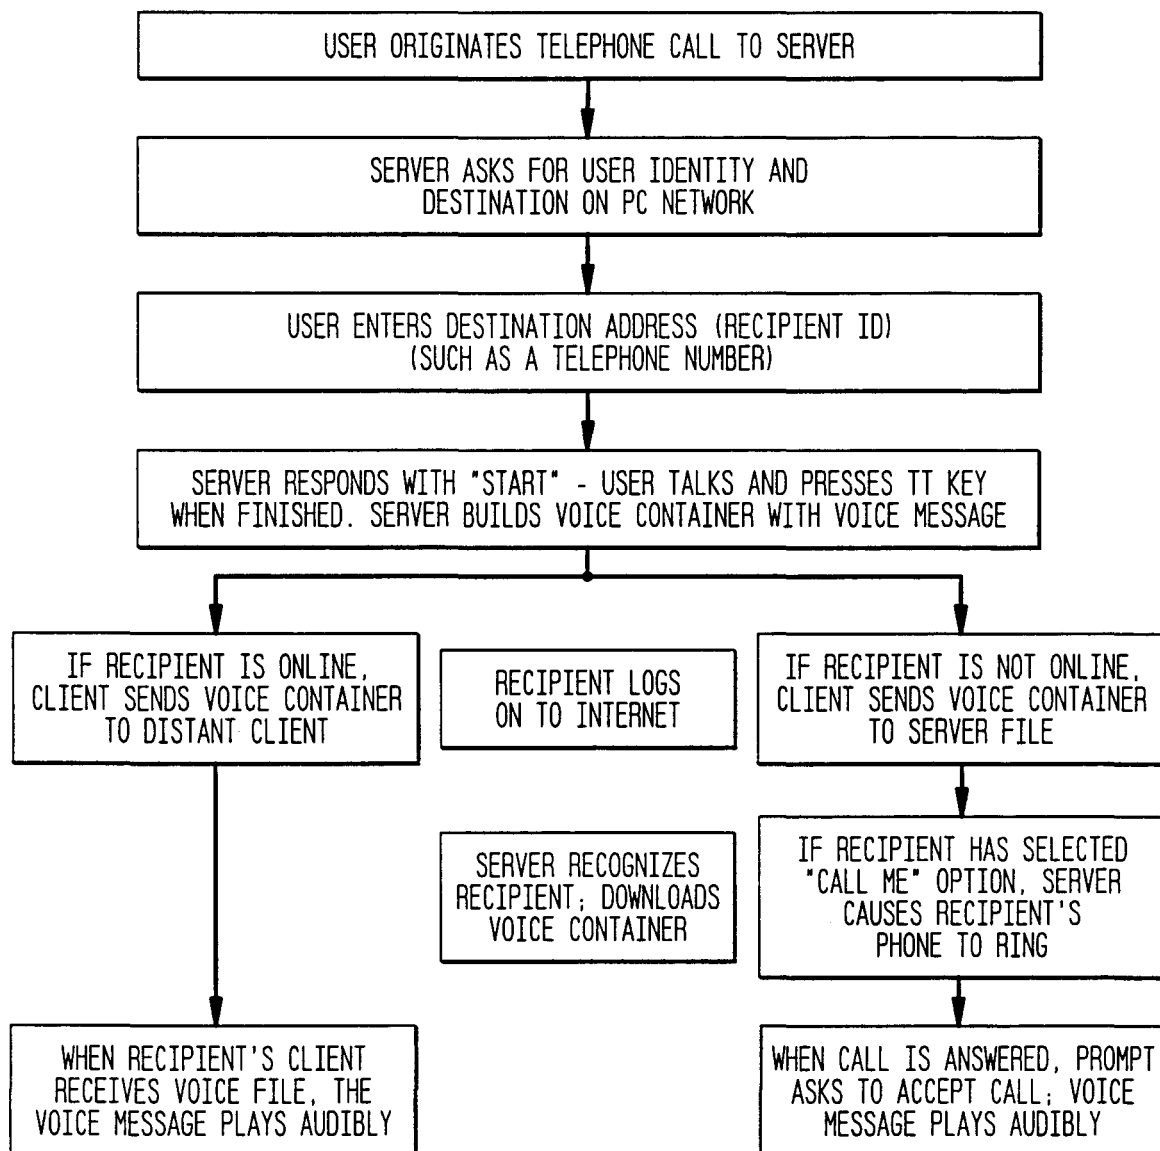 USER ORIGINATES TELEPHONE CALL TO SERVER
SERVER ASKS FOR USER IDENTITY AND
DESTINATION ON PC NETWORK
USER ENTERS DESTINATION ADDRESS (RECIPIENT ID)
(SUCH AS A TELEPHONE NUMBER)
SERVER RESPONDS WITH "START" - USER TALKS AND PRESSES TT KEY
WHEN FINISHED. SERVER BUILDS VOICE CONTAINER WITH VOICE MESSAGE
IF RECIPIENT IS ONLINE,
CLIENT SENDS VOICE CONTAINER
TO DISTANT CLIENT
RECIPIENT LOGS
ON TO INTERNET
IF RECIPIENT IS NOT ONLINE,
CLIENT SENDS VOICE CONTAINER
TO SERVER FILE
SERVER RECOGNIZES
RECIPIENT; DOWNLOADS
VOICE CONTAINER
IF RECIPIENT HAS SELECTED
"CALL ME" OPTION, SERVER
CAUSES RECIPIENT'S
PHONE TO RING
WHEN RECIPIENT'S CLIENT
RECEIVES VOICE FILE, THE
VOICE MESSAGE PLAYS AUDIBLY
WHEN CALL IS ANSWERED, PROMPT
ASKS TO ACCEPT CALL; VOICE
MESSAGE PLAYS AUDIBLY